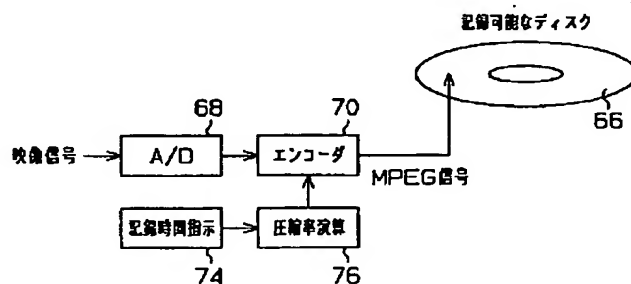 記録可能なディスク
66
68
70
映像信号
A/D
エンコーダ
MPEG信号
記録時間指示
圧縮率演算
74
76